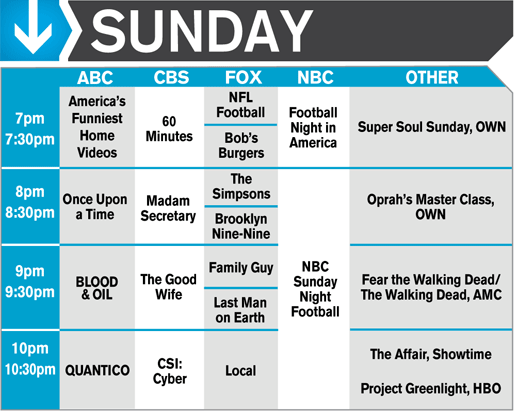 SUNDAY
ABC CBS FOX NBC OTHER
7pm
7:30pm
America's
Funniest
Home
Videos
60
Minutes
NFL
Football
Bob's
Burgers
Football
Night in
America
Super Soul Sunday, OWN
8pm
8:30pm
Once Upon
a Time
Madam
Secretary
The
Simpsons
Brooklyn
Nine-Nine
Oprah's Master Class,
OWN
9pm
9:30pm
BLOOD
& OIL
The Good
Wife
Family Guy
Last Man
on Earth
NBC
Sunday
Night
Football
Fear the Walking Dead/
The Walking Dead, AMC
10pm
10:30pm
QUANTICO
CSI:
Cyber
Local
The Affair, Showtime
Project Greenlight, HBO